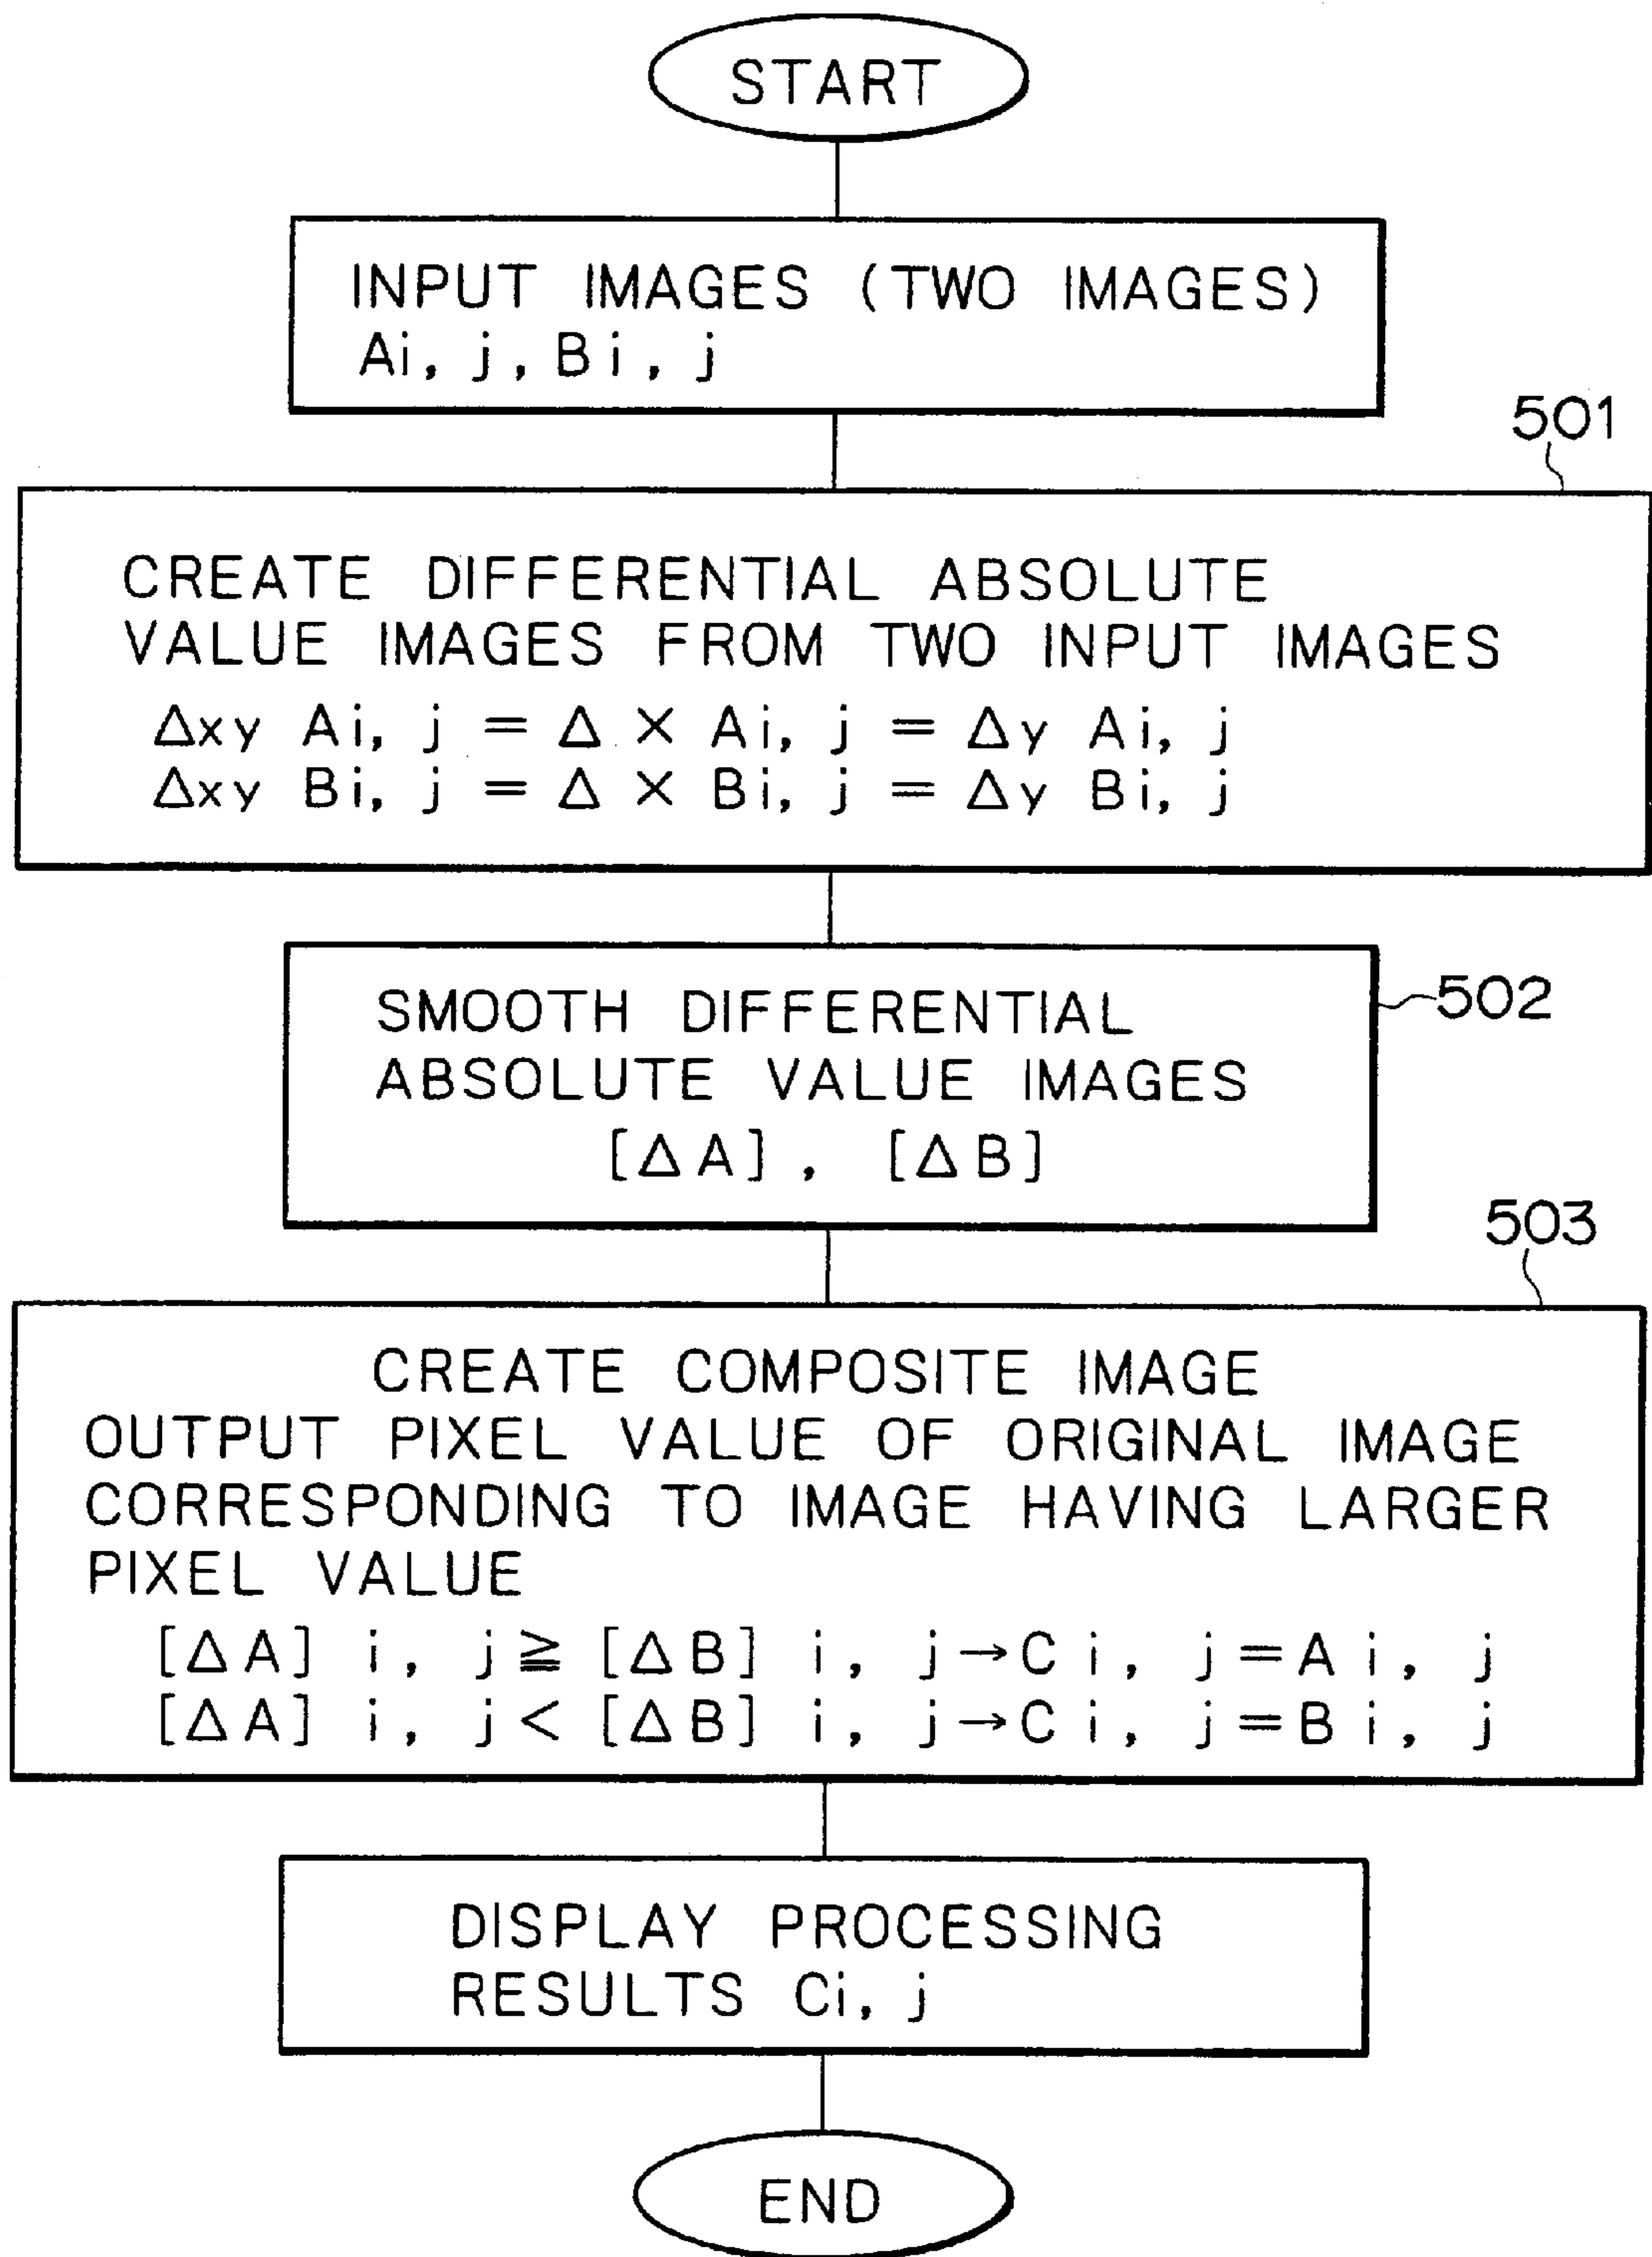 START
INPUT IMAGES (TWO IMAGES)
Ai, j, Bi, j
501
CREATE DIFFERENTIAL ABSOLUTE
VALUE IMAGES FROM TWO INPUT IMAGES
Δxy Ai, j = Δ × Ai, j = Δy Ai, j
Δxy Bi, j = Δ × Bi, j = Δy Bi, j
502
SMOOTH DIFFERENTIAL
ABSOLUTE VALUE IMAGES
[ΔA], [ΔB]
503
CREATE COMPOSITE IMAGE
OUTPUT PIXEL VALUE OF ORIGINAL IMAGE
CORRESPONDING TO IMAGE HAVING LARGER
PIXEL VALUE
[ΔA] i, j ≧ [ΔB] i, j → C i, j = A i, j
[ΔA] i, j < [ΔB] i, j → C i, j = B i, j
DISPLAY PROCESSING
RESULTS Ci, j
END